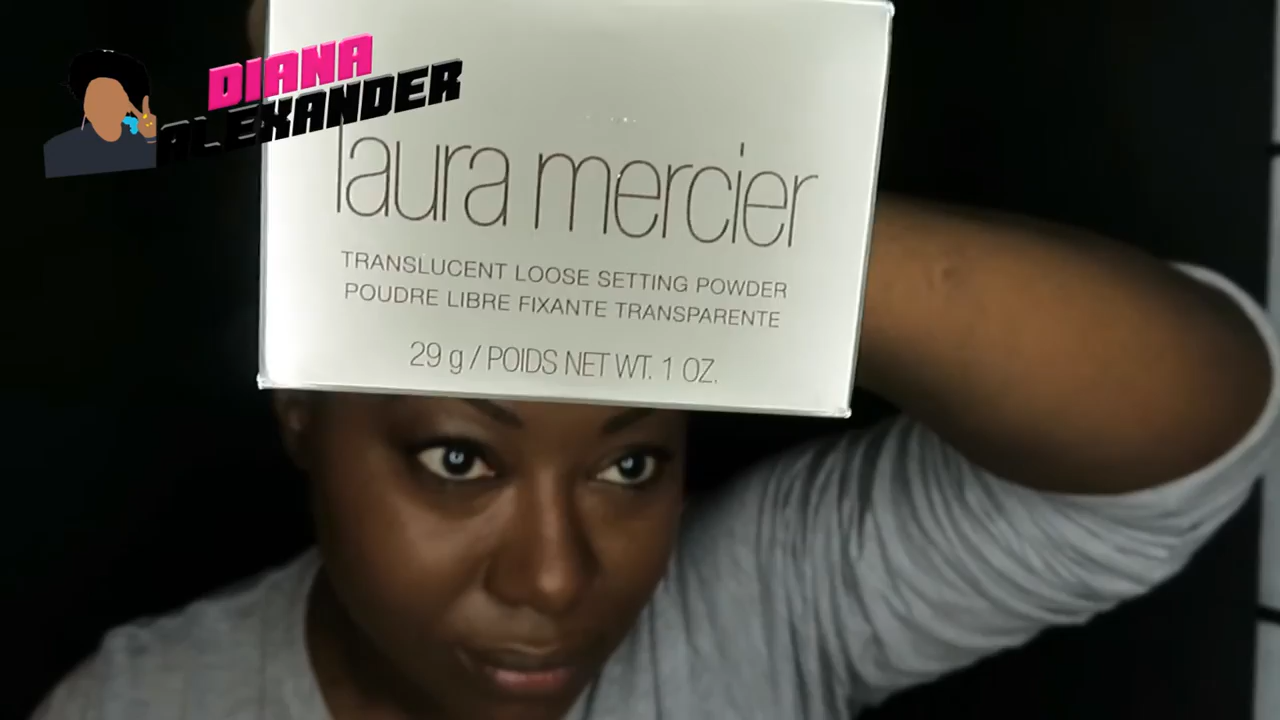 DIANA
ALEXANDER
laura mercier
TRANSLUCENT LOOSE SETTING POWDER
POUDRE LIBRE FIXANTE TRANSPARENTE
29 g / POIDS NET WT. 1 OZ.